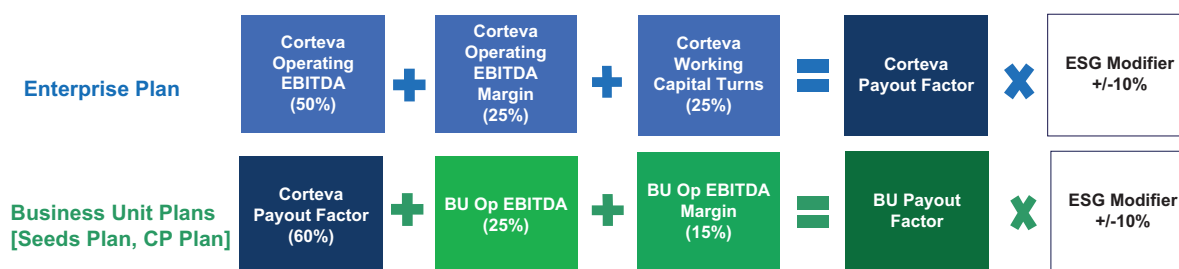 Enterprise Plan
Corteva
Operating
EBITDA
(50%)
+
Corteva
Operating
EBITDA
Margin
(25%)
+
Corteva
Working
Capital Turns
(25%)
=
Corteva
Payout Factor
×
ESG Modifier
+/-10%
Business Unit Plans
[Seeds Plan, CP Plan]
Corteva
Payout Factor
(60%)
+
BU Op EBITDA
(25%)
+
BU Op EBITDA
Margin
(15%)
=
BU Payout
Factor
×
ESG Modifier
+/-10%